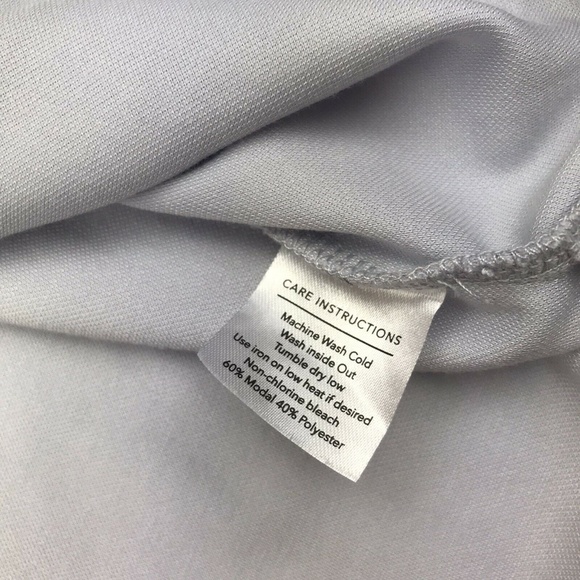 CARE INSTRUCTIONS
Machine Wash Cold
Wash inside Out
Tumble dry low
Use iron on low heat if desired
Non-chlorine bleach
60% Modal 40% Polyester